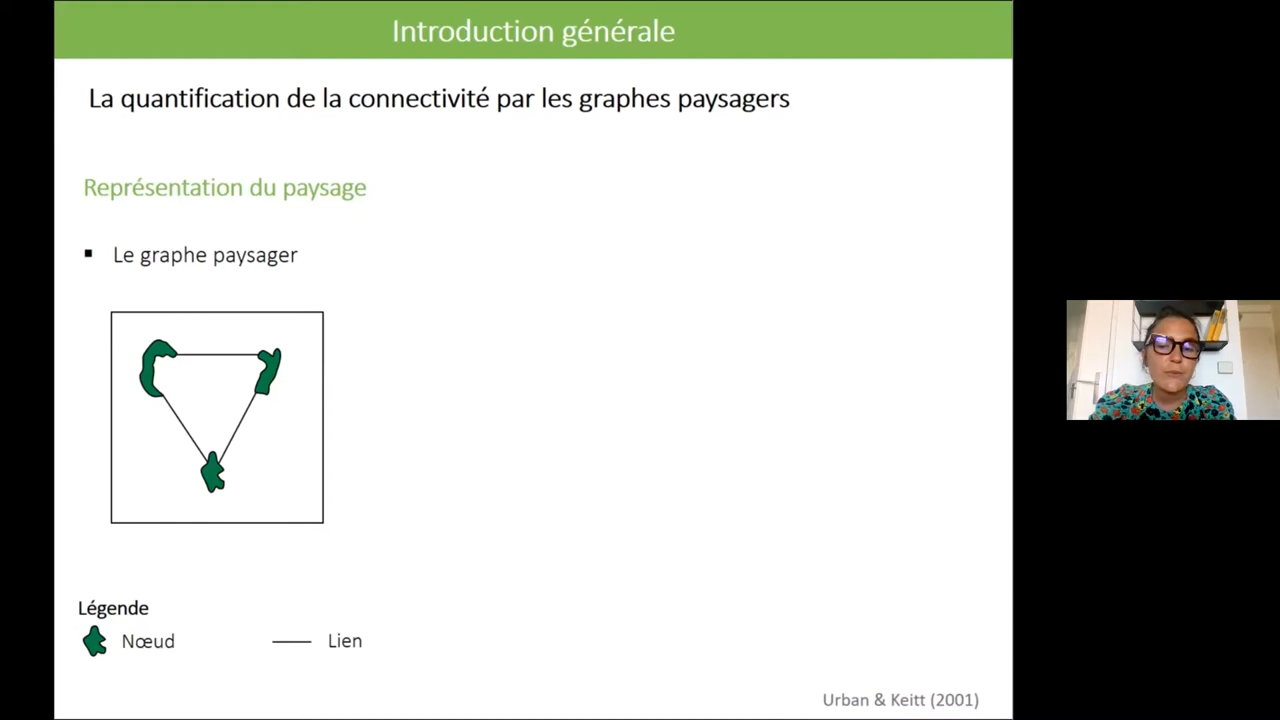 Introduction générale
La quantification de la connectivité par les graphes paysagers
Représentation du paysage
▪ Le graphe paysager
Légende
Nœud
Lien
Urban & Keitt (2001)